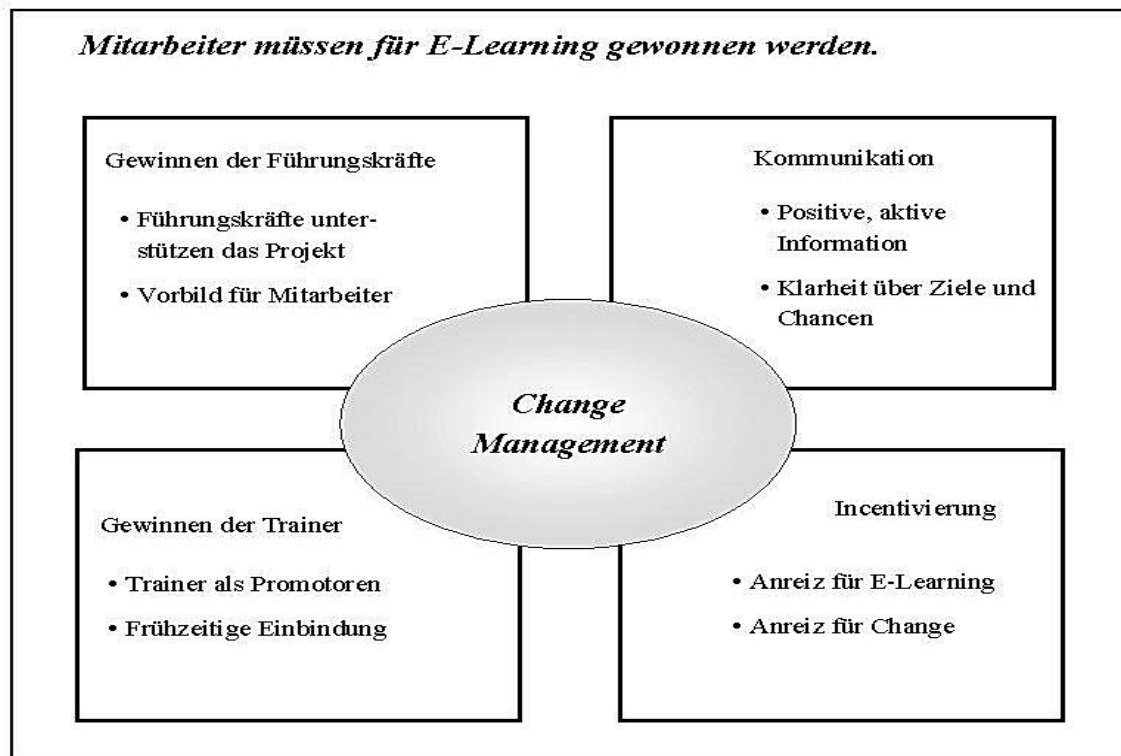 Mitarbeiter müssen für E-Learning gewonnen werden.
Gewinnen der Führungskräfte
• Führungskräfte unter-
stützen das Projekt
• Vorbild für Mitarbeiter
Kommunikation
• Positive, aktive
Information
• Klarheit über Ziele und
Chancen
Change
Management
Gewinnen der Trainer
• Trainer als Promotoren
• Frühzeitige Einbindung
Incentivierung
• Anreiz für E-Learning
• Anreiz für Change